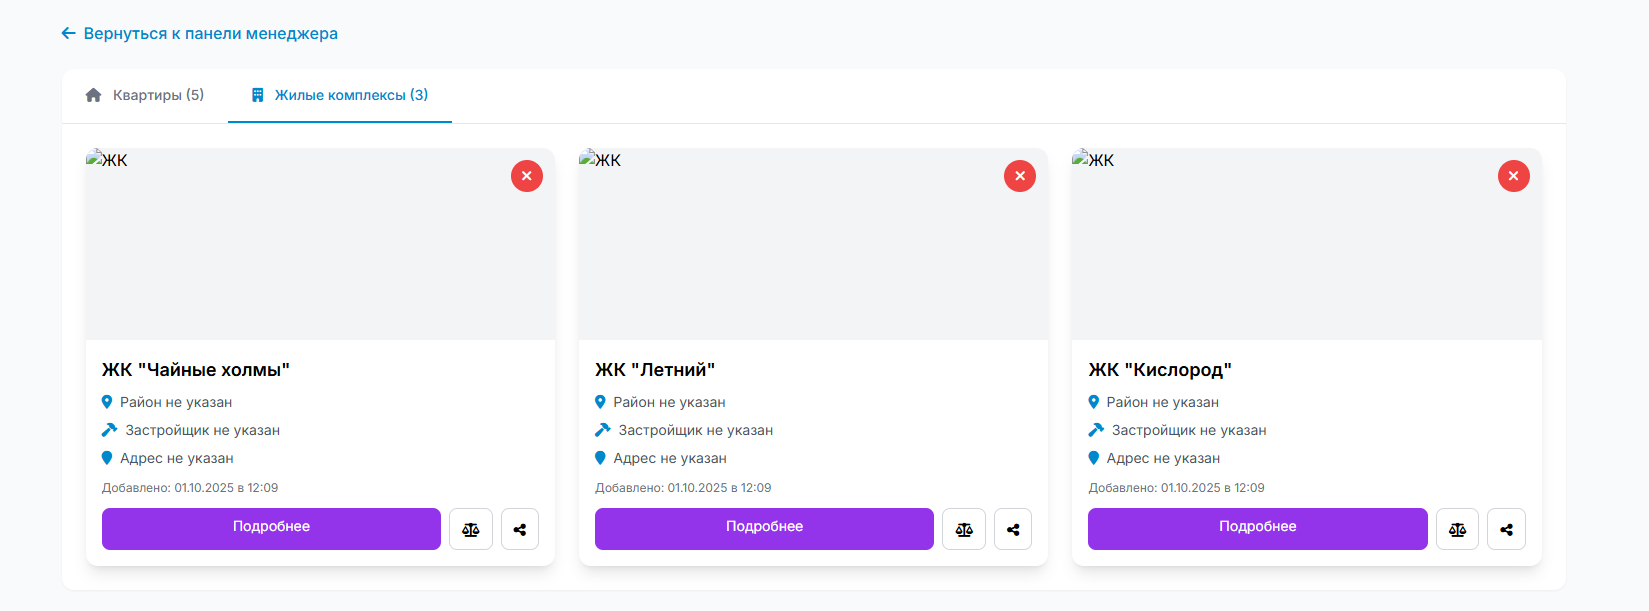 Вернуться к панели менеджера
Квартиры (5)
Жилые комплексы (3)
ЖК
ЖК "Чайные холмы"
Район не указан
Застройщик не указан
Адрес не указан
Добавлено: 01.10.2025 в 12:09
Подробнее
ЖК
ЖК "Летний"
Район не указан
Застройщик не указан
Адрес не указан
Добавлено: 01.10.2025 в 12:09
Подробнее
ЖК
ЖК "Кислород"
Район не указан
Застройщик не указан
Адрес не указан
Добавлено: 01.10.2025 в 12:09
Подробнее